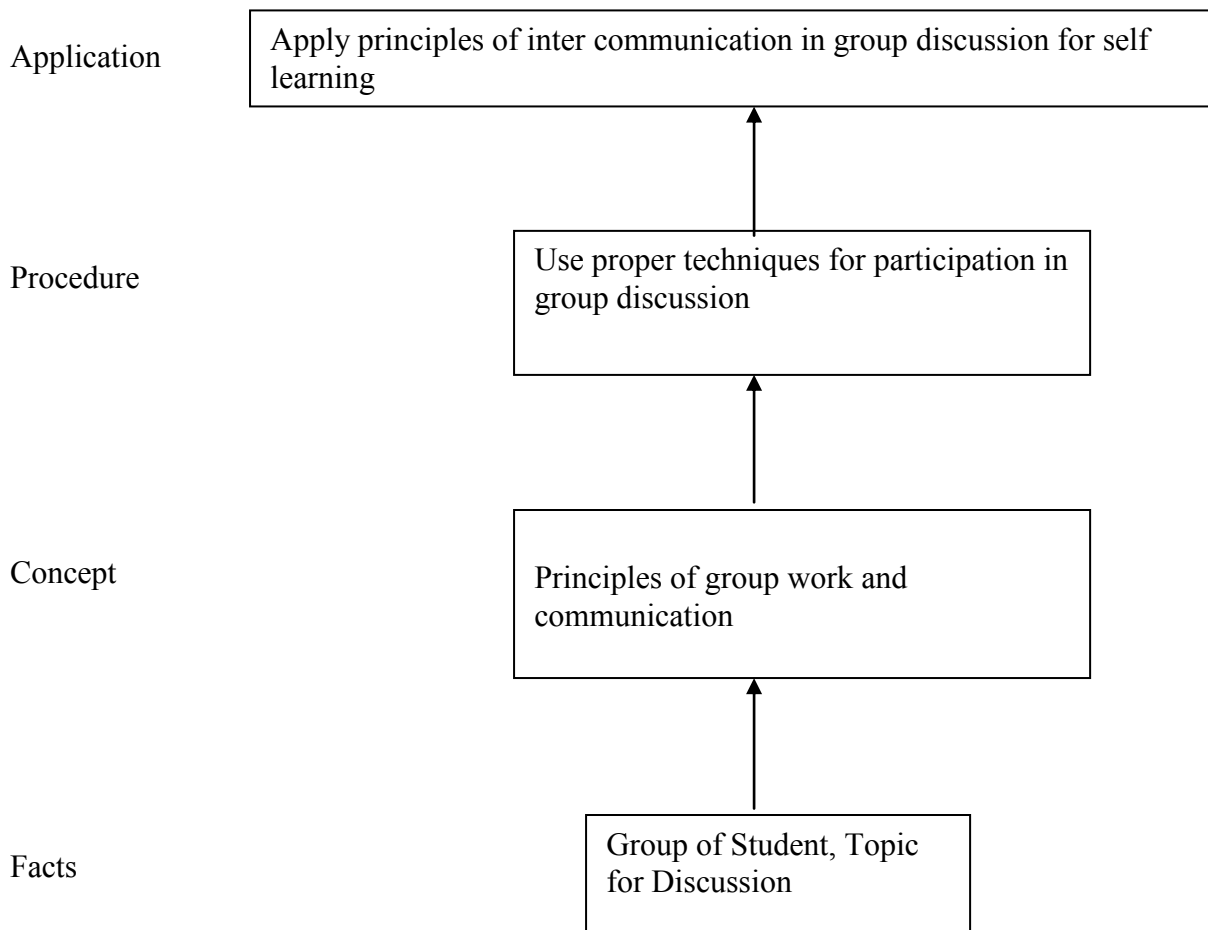 Application
Apply principles of inter communication in group discussion for self
learning
Procedure
Use proper techniques for participation in
group discussion
Concept
Principles of group work and
communication
Facts
Group of Student, Topic
for Discussion